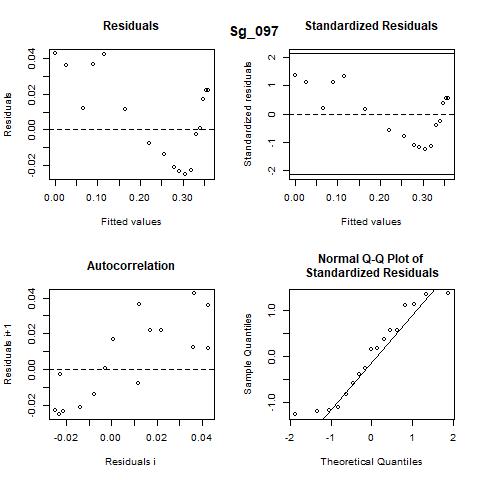 Sg_097
Residuals
Residuals
-0.02
0.00
0.02
0.04
0.00
0.10
0.20
0.30
Fitted values
Standardized Residuals
Standardized residuals
-2
-1
0
1
2
0.00
0.10
0.20
0.30
Fitted values
Autocorrelation
Residuals i+1
-0.02
0.00
0.02
0.04
-0.02
0.00
0.02
0.04
Residuals i
Normal Q-Q Plot of
Standardized Residuals
Sample Quantiles
-1.0
0.0
1.0
-2
-1
0
1
2
Theoretical Quantiles